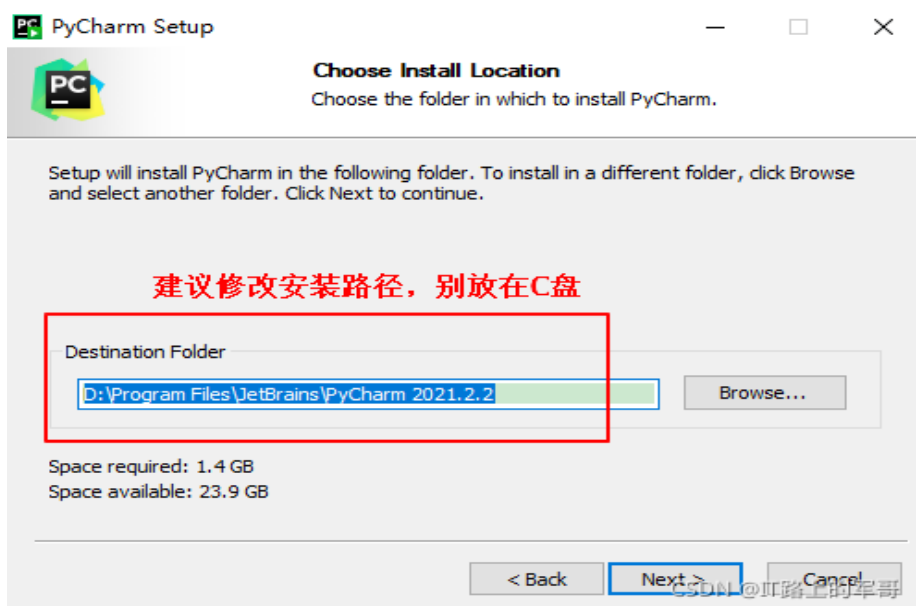 PyCharm Setup
PC
Choose Install Location
Choose the folder in which to install PyCharm.
Setup will install PyCharm in the following folder. To install in a different folder, click Browse
and select another folder. Click Next to continue.
建议修改安装路径，别放在C盘
Destination Folder
D:\Program Files\JetBrains\PyCharm 2021.2.2
Browse...
Space required: 1.4 GB
Space available: 23.9 GB
< Back
Next >
Cancel
CSDN @IT路上的军哥